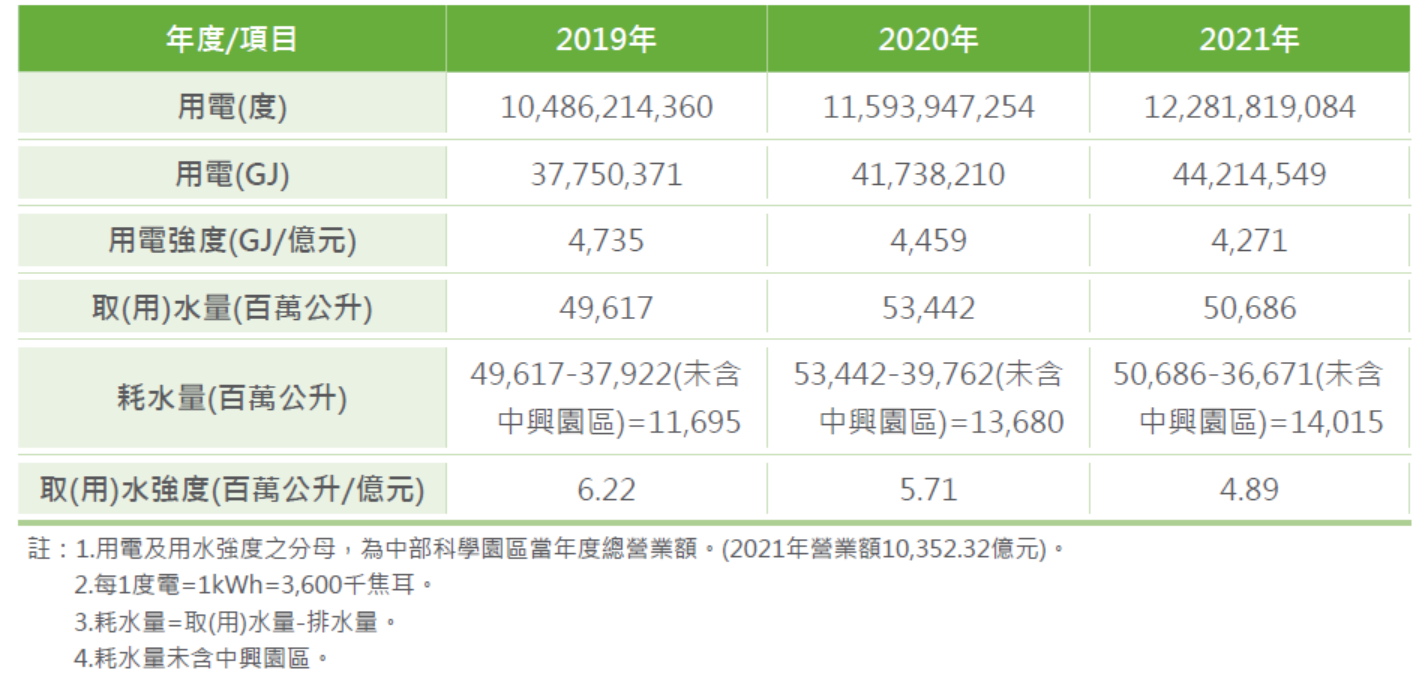 年度/項目 2019年 2020年 2021年
用電(度) 10,486,214,360 11,593,947,254 12,281,819,084
用電(GJ) 37,750,371 41,738,210 44,214,549
用電強度(GJ/億元) 4,735 4,459 4,271
取(用)水量(百萬公升) 49,617 53,442 50,686
耗水量(百萬公升) 49,617-37,922(未含 53,442-39,762(未含 50,686-36,671(未含
中興園區)=11,695 中興園區)=13,680 中興園區)=14,015
取(用)水強度(百萬公升/億元) 6.22 5.71 4.89
註：1.用電及用水強度之分母，為中部科學園區當年度總營業額。(2021年營業額10,352.32億元)。
2.每1度電=1kWh=3,600千焦耳。
3.耗水量=取(用)水量-排水量。
4.耗水量未含中興園區。